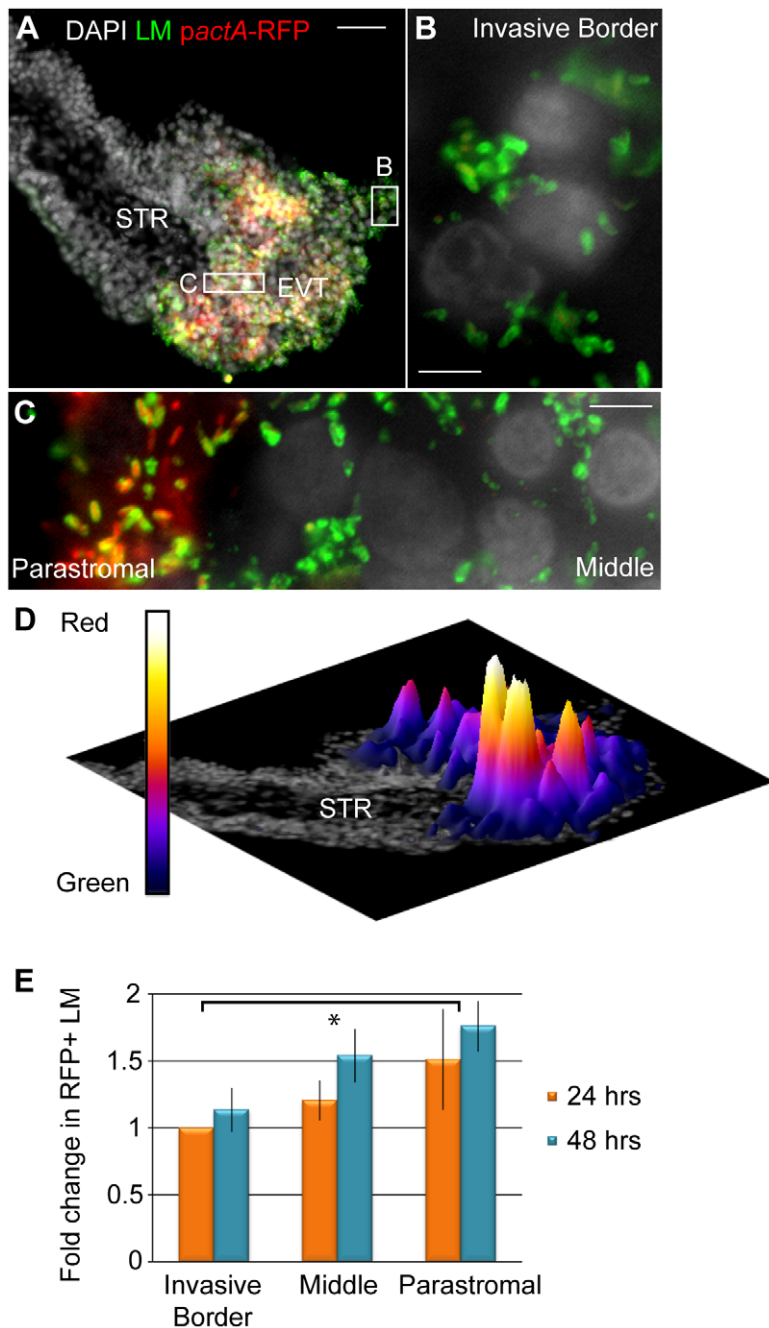 A DAPI LM pactA-RFP
B
STR
C
EVT
B Invasive Border
C
Parastromal
Middle
D
Red
STR
Green
E
Fold change in RFP+ LM
2
1.5
1
0.5
0
*
24 hrs
48 hrs
Invasive
Border
Middle
Parastromal